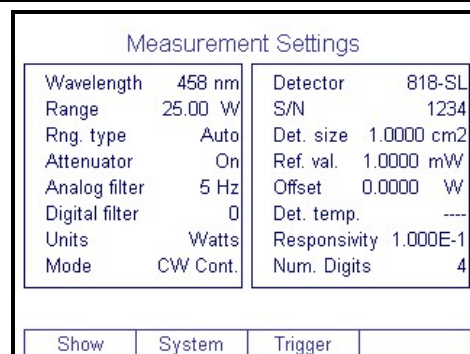 Measurement Settings
Wavelength 458 nm
Range 25.00 W
Rng. type Auto
Attenuator On
Analog filter 5 Hz
Digital filter 0
Units Watts
Mode CW Cont.
Detector 818-SL
S/N 1234
Det. size 1.0000 cm2
Ref. val. 1.0000 mW
Offset 0.0000 W
Det. temp. ----
Responsivity 1.000E-1
Num. Digits 4
Show System Trigger